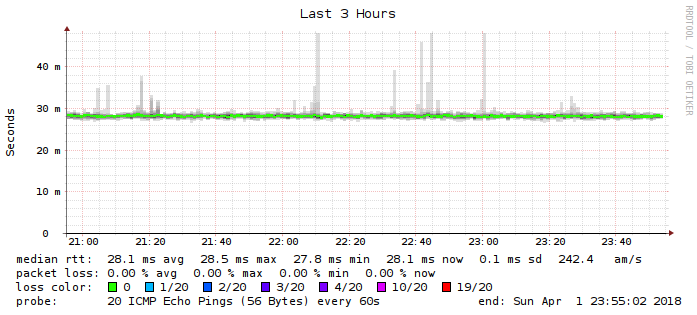 Last 3 Hours
RRDTOOL / TOBI OETIKER
Seconds
40 m
30 m
20 m
10 m
0
21:00 21:20 21:40 22:00 22:20 22:40 23:00 23:20 23:40
median rtt: 28.1 ms avg 28.5 ms max 27.8 ms min 28.1 ms now 0.1 ms sd 242.4 am/s
packet loss: 0.00 % avg 0.00 % max 0.00 % min 0.00 % now
loss color: 0 1/20 2/20 3/20 4/20 10/20 19/20
probe: 20 ICMP Echo Pings (56 Bytes) every 60s end: Sun Apr 1 23:55:02 2018